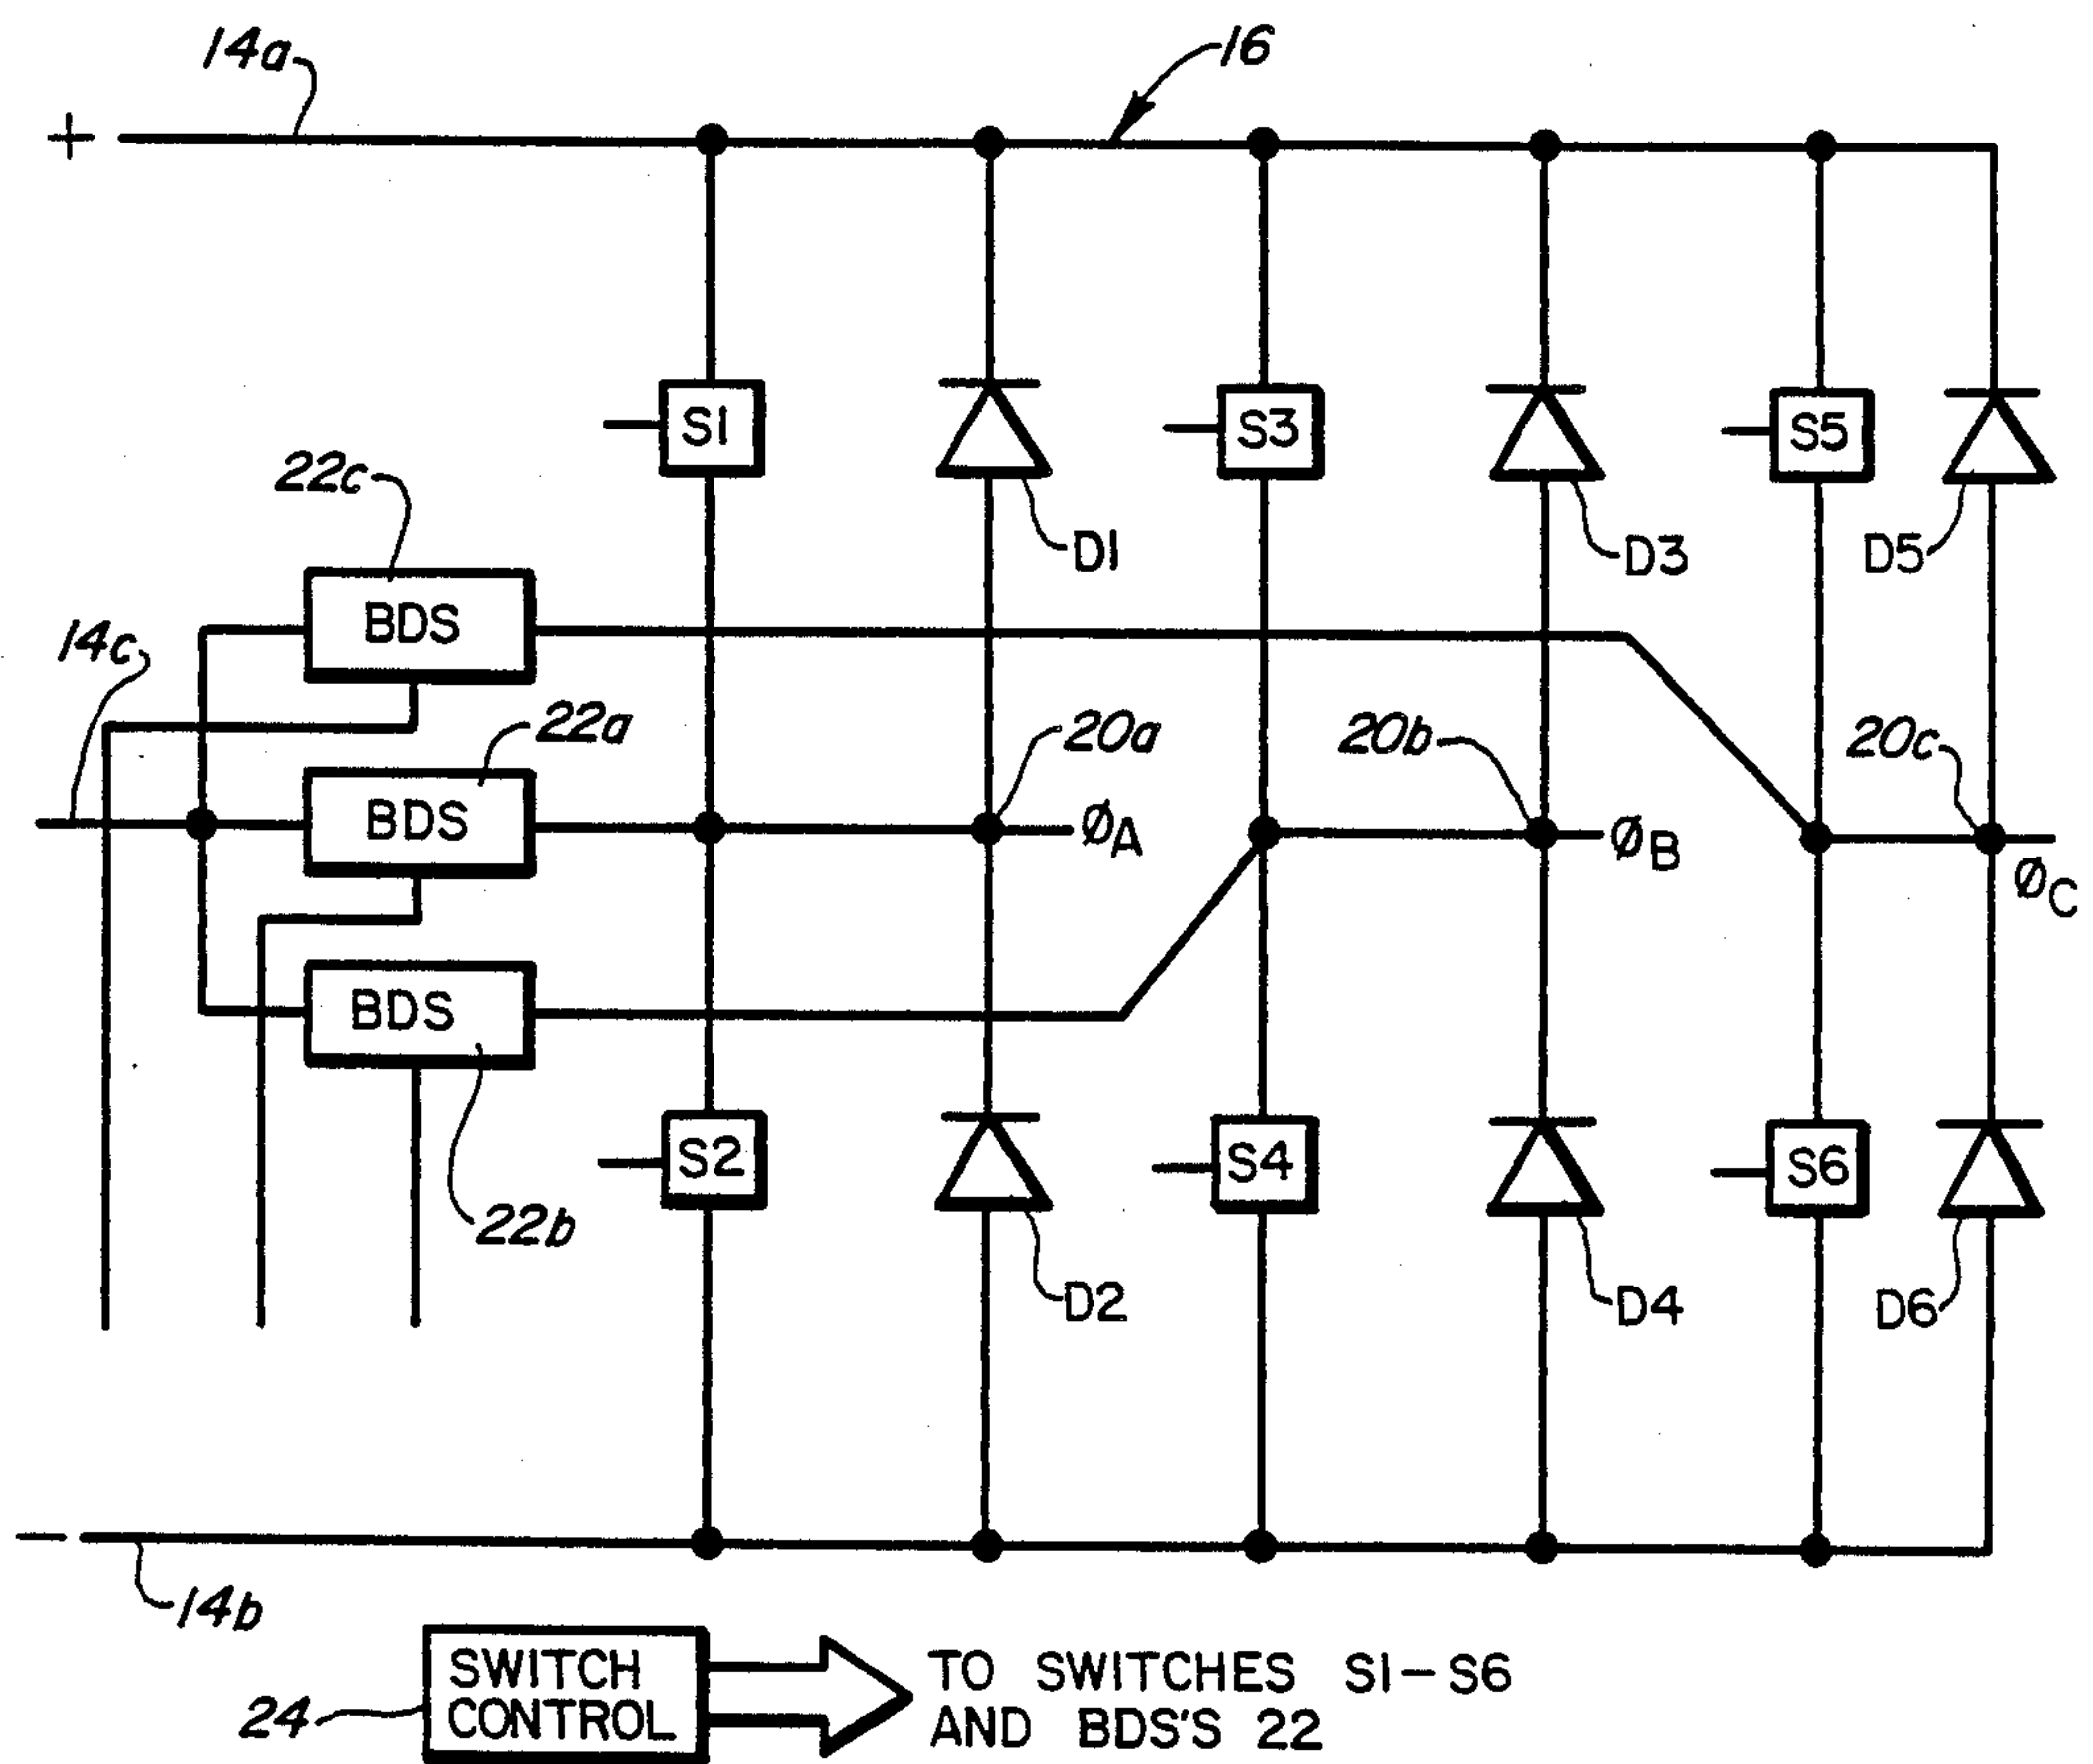 14a
16
+
S1
S3
S5
22c
D1
D3
D5
BDS
14c
22a
20a
20b
20c
BDS
ØA
ØB
ØC
BDS
S2
S4
S6
22b
D2
D4
D6
−
14b
SWITCH
CONTROL
TO SWITCHES S1-S6
AND BDS'S 22
24